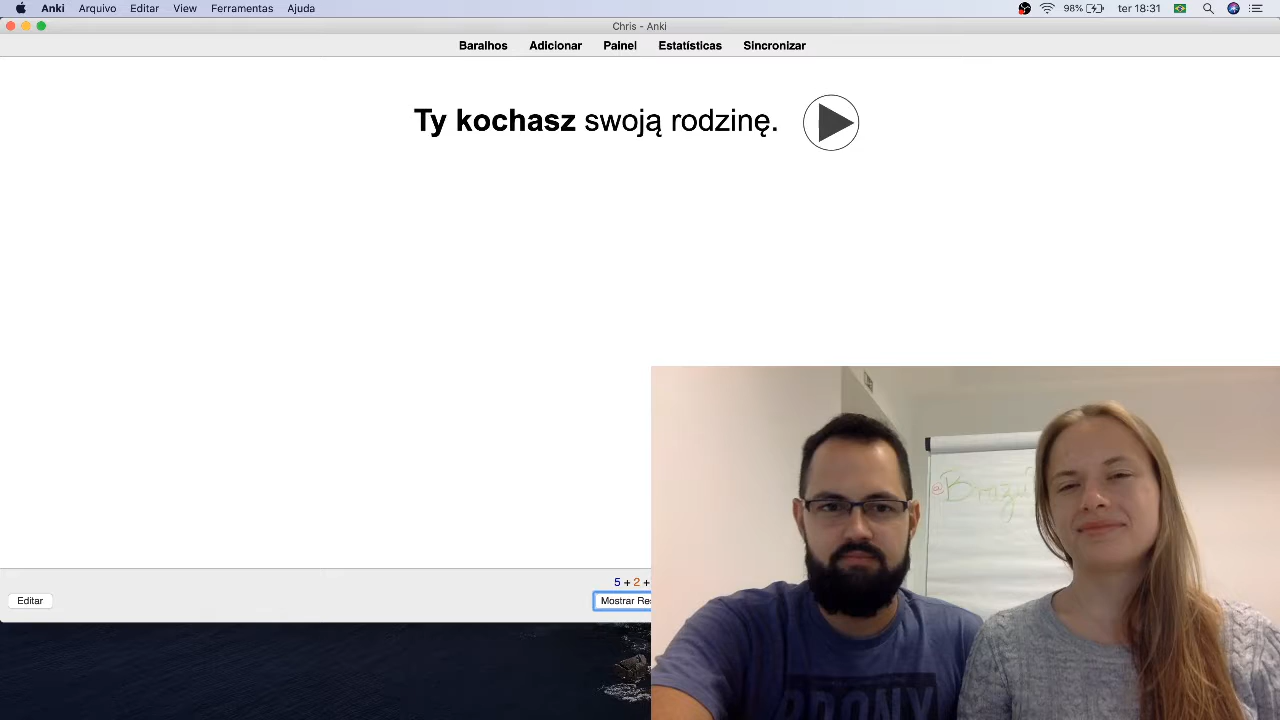 Anki Arquivo Editar View Ferramentas Ajuda 98% ter 18:31
Chris - Anki
Baralhos Adicionar Painel Estatísticas Sincronizar
Ty kochasz swoją rodzinę.
5 + 2 +
Editar
Mostrar